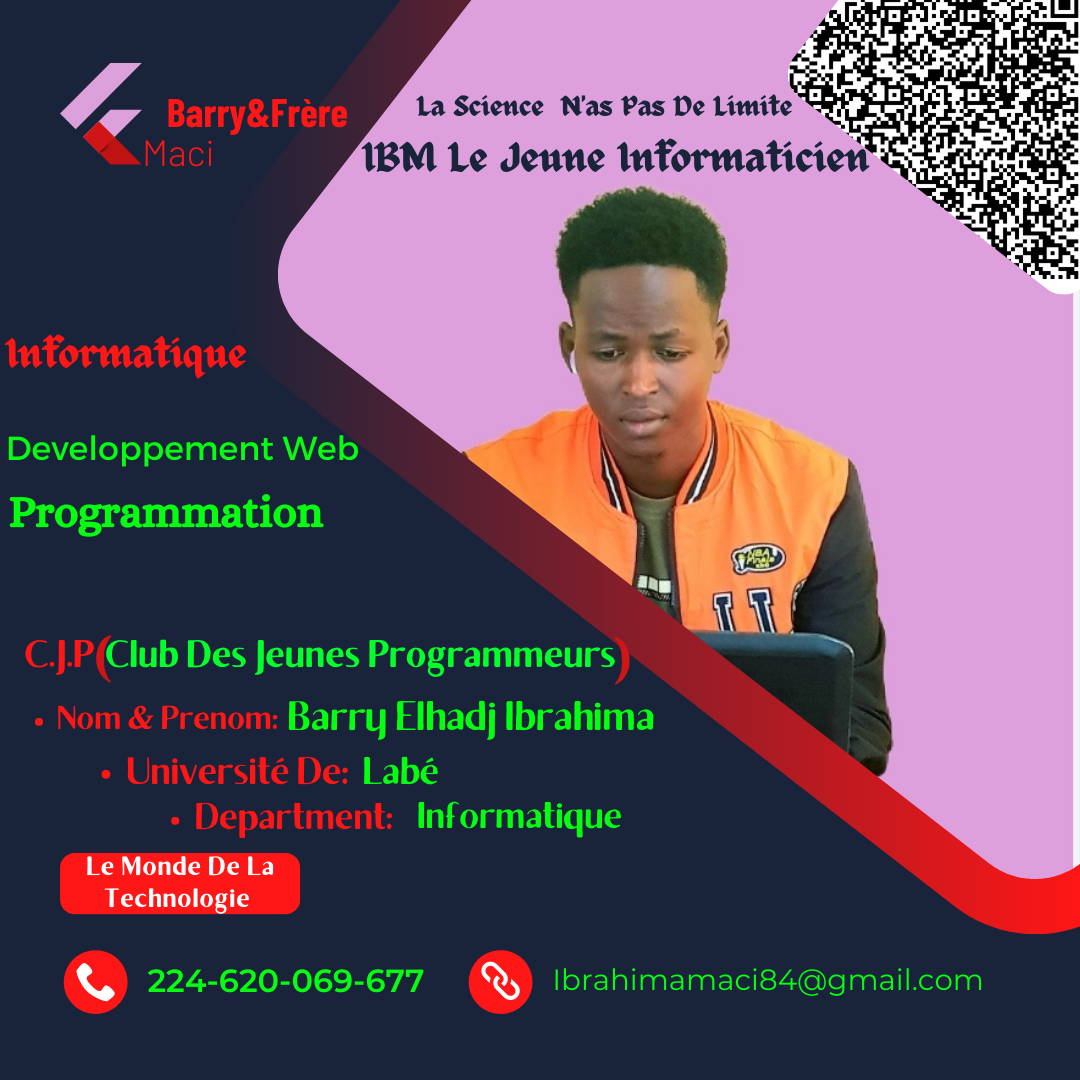 Barry&Frère
Maci
La Science N'as Pas De Limite
IBM Le Jeune Informaticien
Informatique
Developpement Web
Programmation
NBA
C.J.P(Club Des Jeunes Programmeurs)
• Nom & Prenom: Barry Elhadj Ibrahima
• Université De: Labé
• Department: Informatique
Le Monde De La
Technologie
224-620-069-677
Ibrahimamaci84@gmail.com